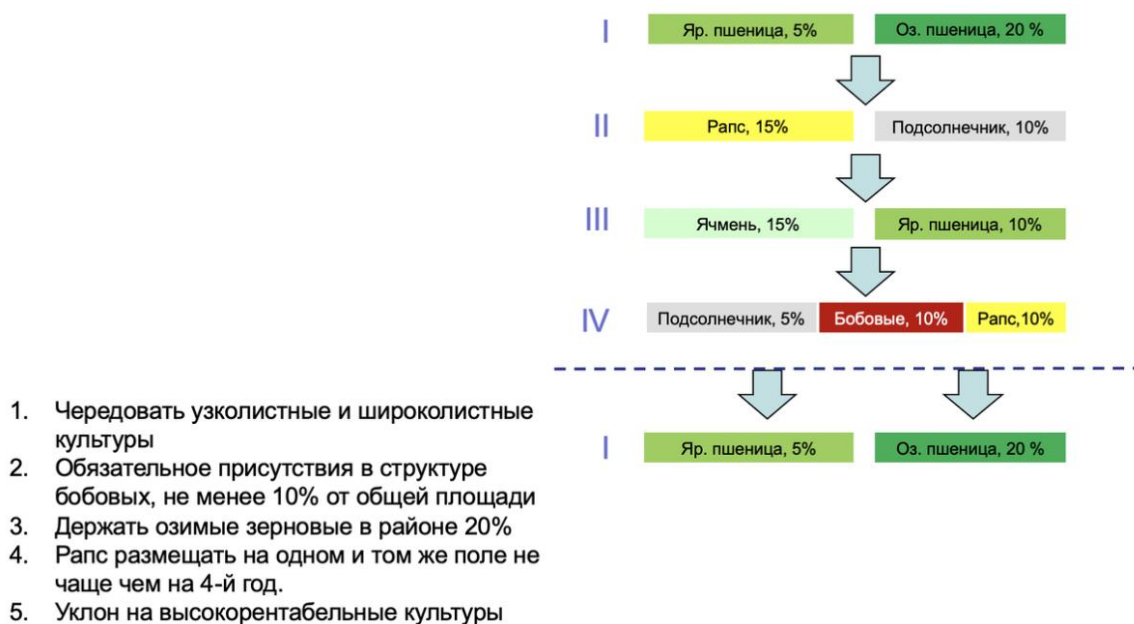 I
Яр. пшеница, 5%
Оз. пшеница, 20 %
II
Рапс, 15%
Подсолнечник, 10%
III
Ячмень, 15%
Яр. пшеница, 10%
IV
Подсолнечник, 5%
Бобовые, 10%
Рапс,10%
I
Яр. пшеница, 5%
Оз. пшеница, 20 %
1. Чередовать узколистные и широколистные
культуры
2. Обязательное присутствия в структуре
бобовых, не менее 10% от общей площади
3. Держать озимые зерновые в районе 20%
4. Рапс размещать на одном и том же поле не
чаще чем на 4-й год.
5. Уклон на высокорентабельные культуры